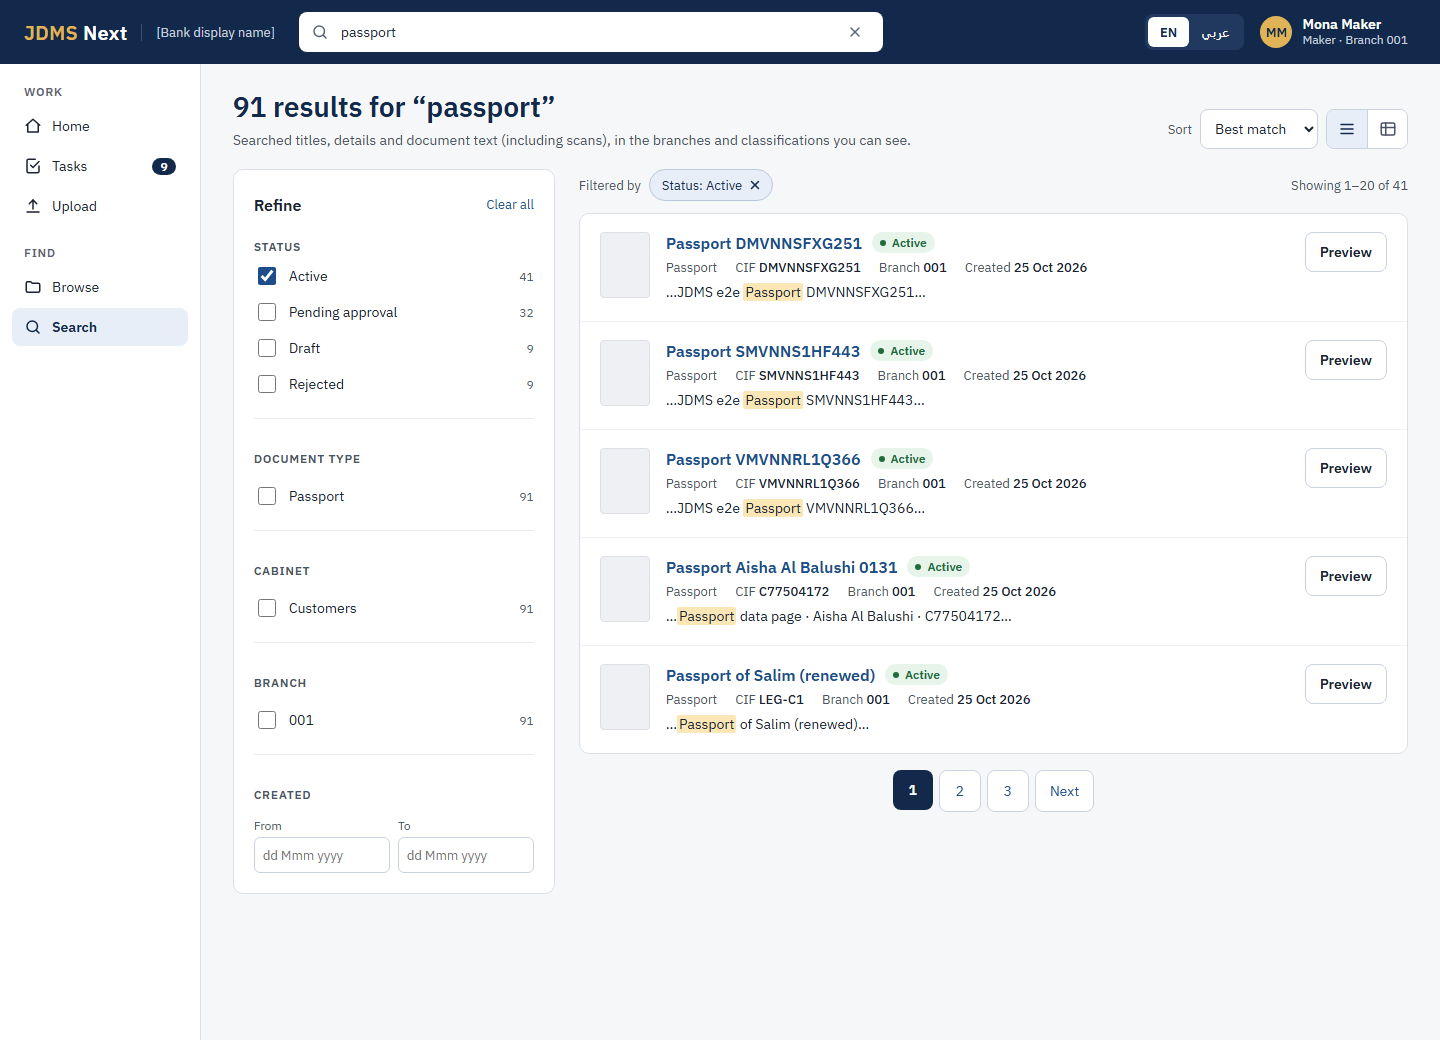 JDMS Next
[Bank display name]
passport
EN
عربي
MM
Mona Maker
Maker · Branch 001
WORK
Home
Tasks
9
Upload
FIND
Browse
Search
91 results for “passport”
Searched titles, details and document text (including scans), in the branches and classifications you can see.
Sort
Best match
Refine
Clear all
STATUS
Active 41
Pending approval 32
Draft 9
Rejected 9
DOCUMENT TYPE
Passport 91
CABINET
Customers 91
BRANCH
001 91
CREATED
From To
dd Mmm yyyy dd Mmm yyyy
Filtered by Status: Active
Showing 1–20 of 41
Passport DMVNNSFXG251 Active
Passport CIF DMVNNSFXG251 Branch 001 Created 25 Oct 2026
…JDMS e2e Passport DMVNNSFXG251…
Preview
Passport SMVNNS1HF443 Active
Passport CIF SMVNNS1HF443 Branch 001 Created 25 Oct 2026
…JDMS e2e Passport SMVNNS1HF443…
Preview
Passport VMVNNRL1Q366 Active
Passport CIF VMVNNRL1Q366 Branch 001 Created 25 Oct 2026
…JDMS e2e Passport VMVNNRL1Q366…
Preview
Passport Aisha Al Balushi 0131 Active
Passport CIF C77504172 Branch 001 Created 25 Oct 2026
…Passport data page · Aisha Al Balushi · C77504172…
Preview
Passport of Salim (renewed) Active
Passport CIF LEG-C1 Branch 001 Created 25 Oct 2026
…Passport of Salim (renewed)…
Preview
1 2 3 Next